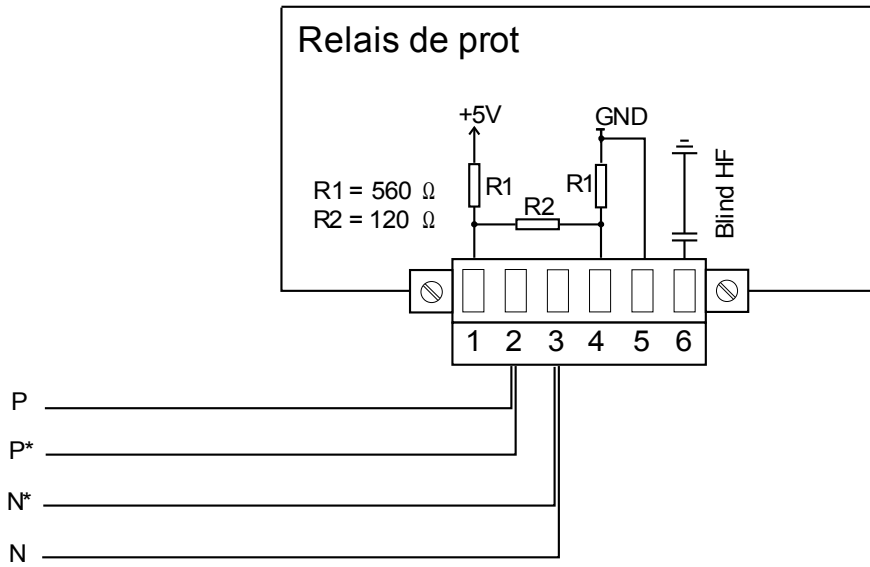 Relais de prot
+5V
GND
R1 = 560 Ω
R2 = 120 Ω
R1
R2
R1
Blind HF
1 2 3 4 5 6
P
P*
N*
N